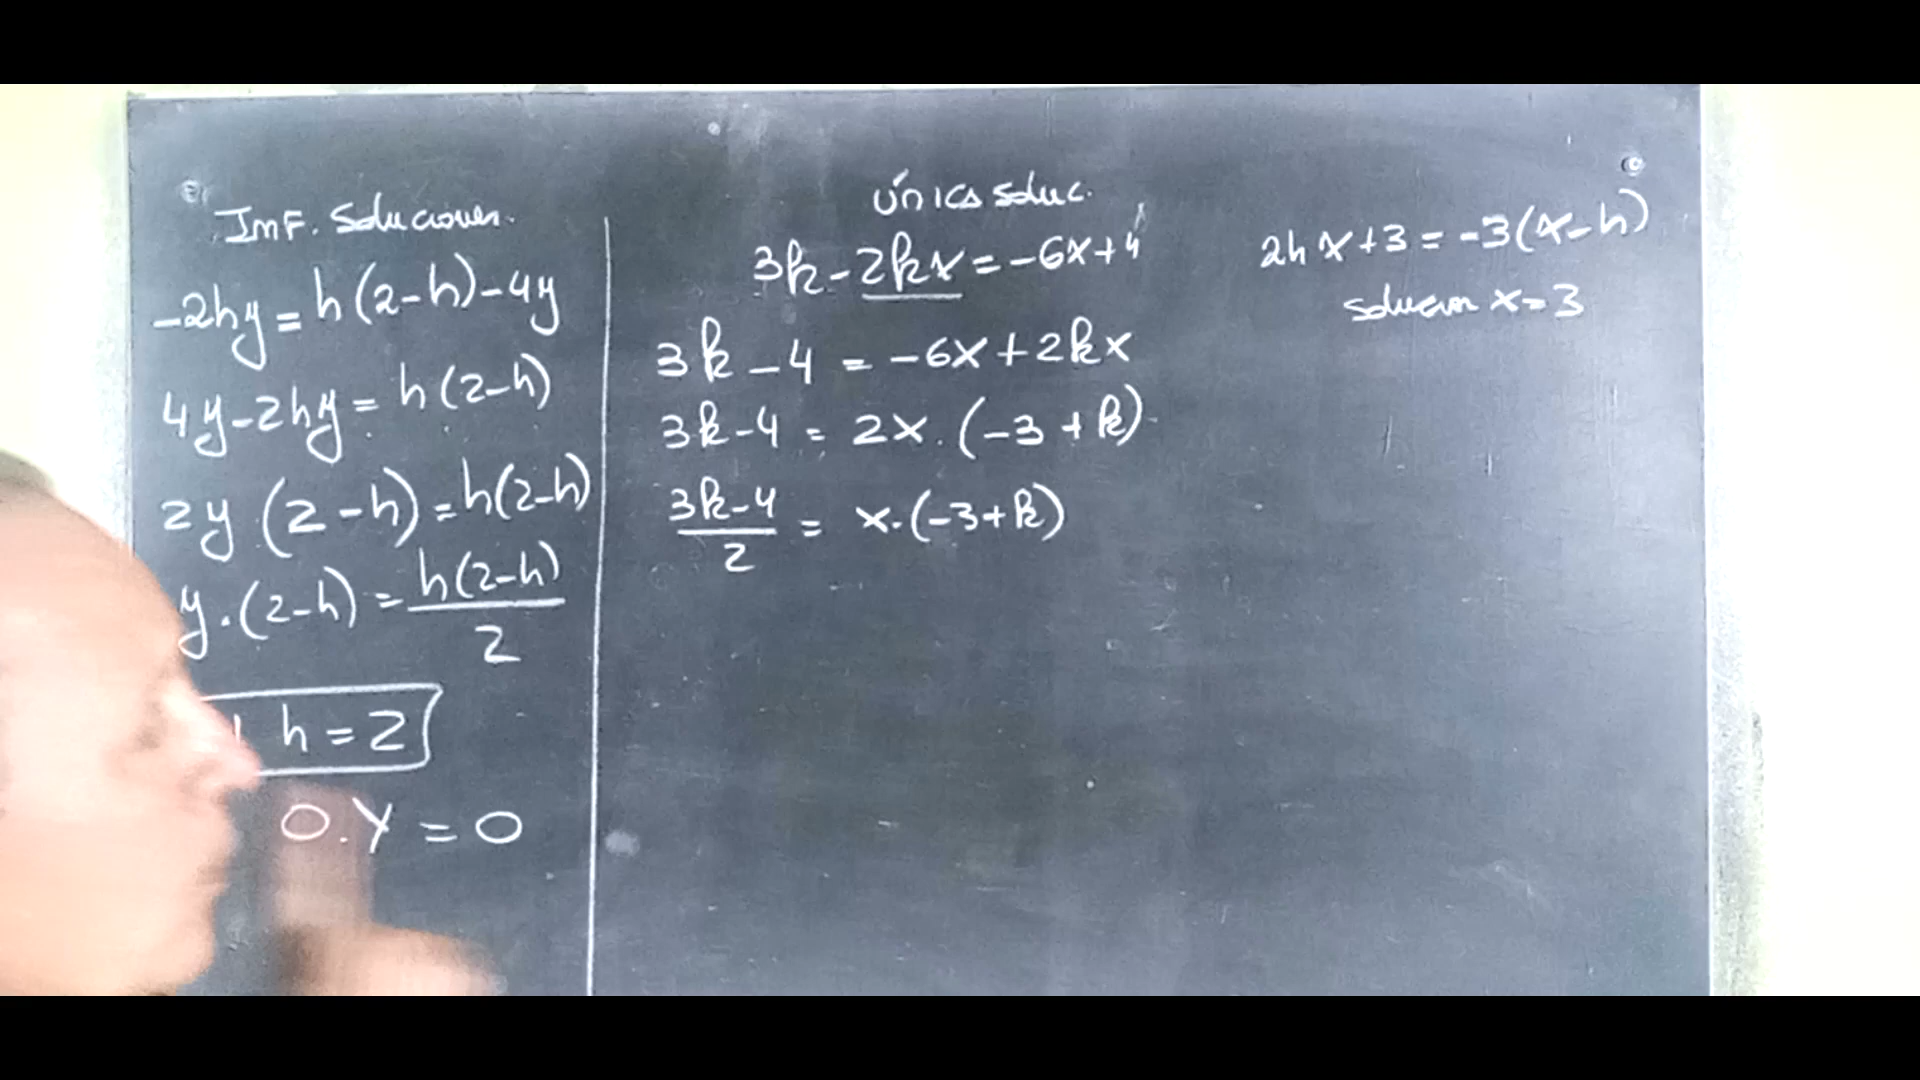 Inf. Soluciones.
-2hy = h(2-h)-4y
4y-2hy = h(2-h)
2y.(2-h) = h(2-h)
y.(2-h) = h(2-h)/2
h = 2
0.y = 0
Única Soluc.
3k-2kx = -6x+4
3k-4 = -6x+2kx
3k-4 = 2x.(-3+k)
3k-4/2 = x.(-3+k)
2hx+3 = -3(x-h)
solucion x=3